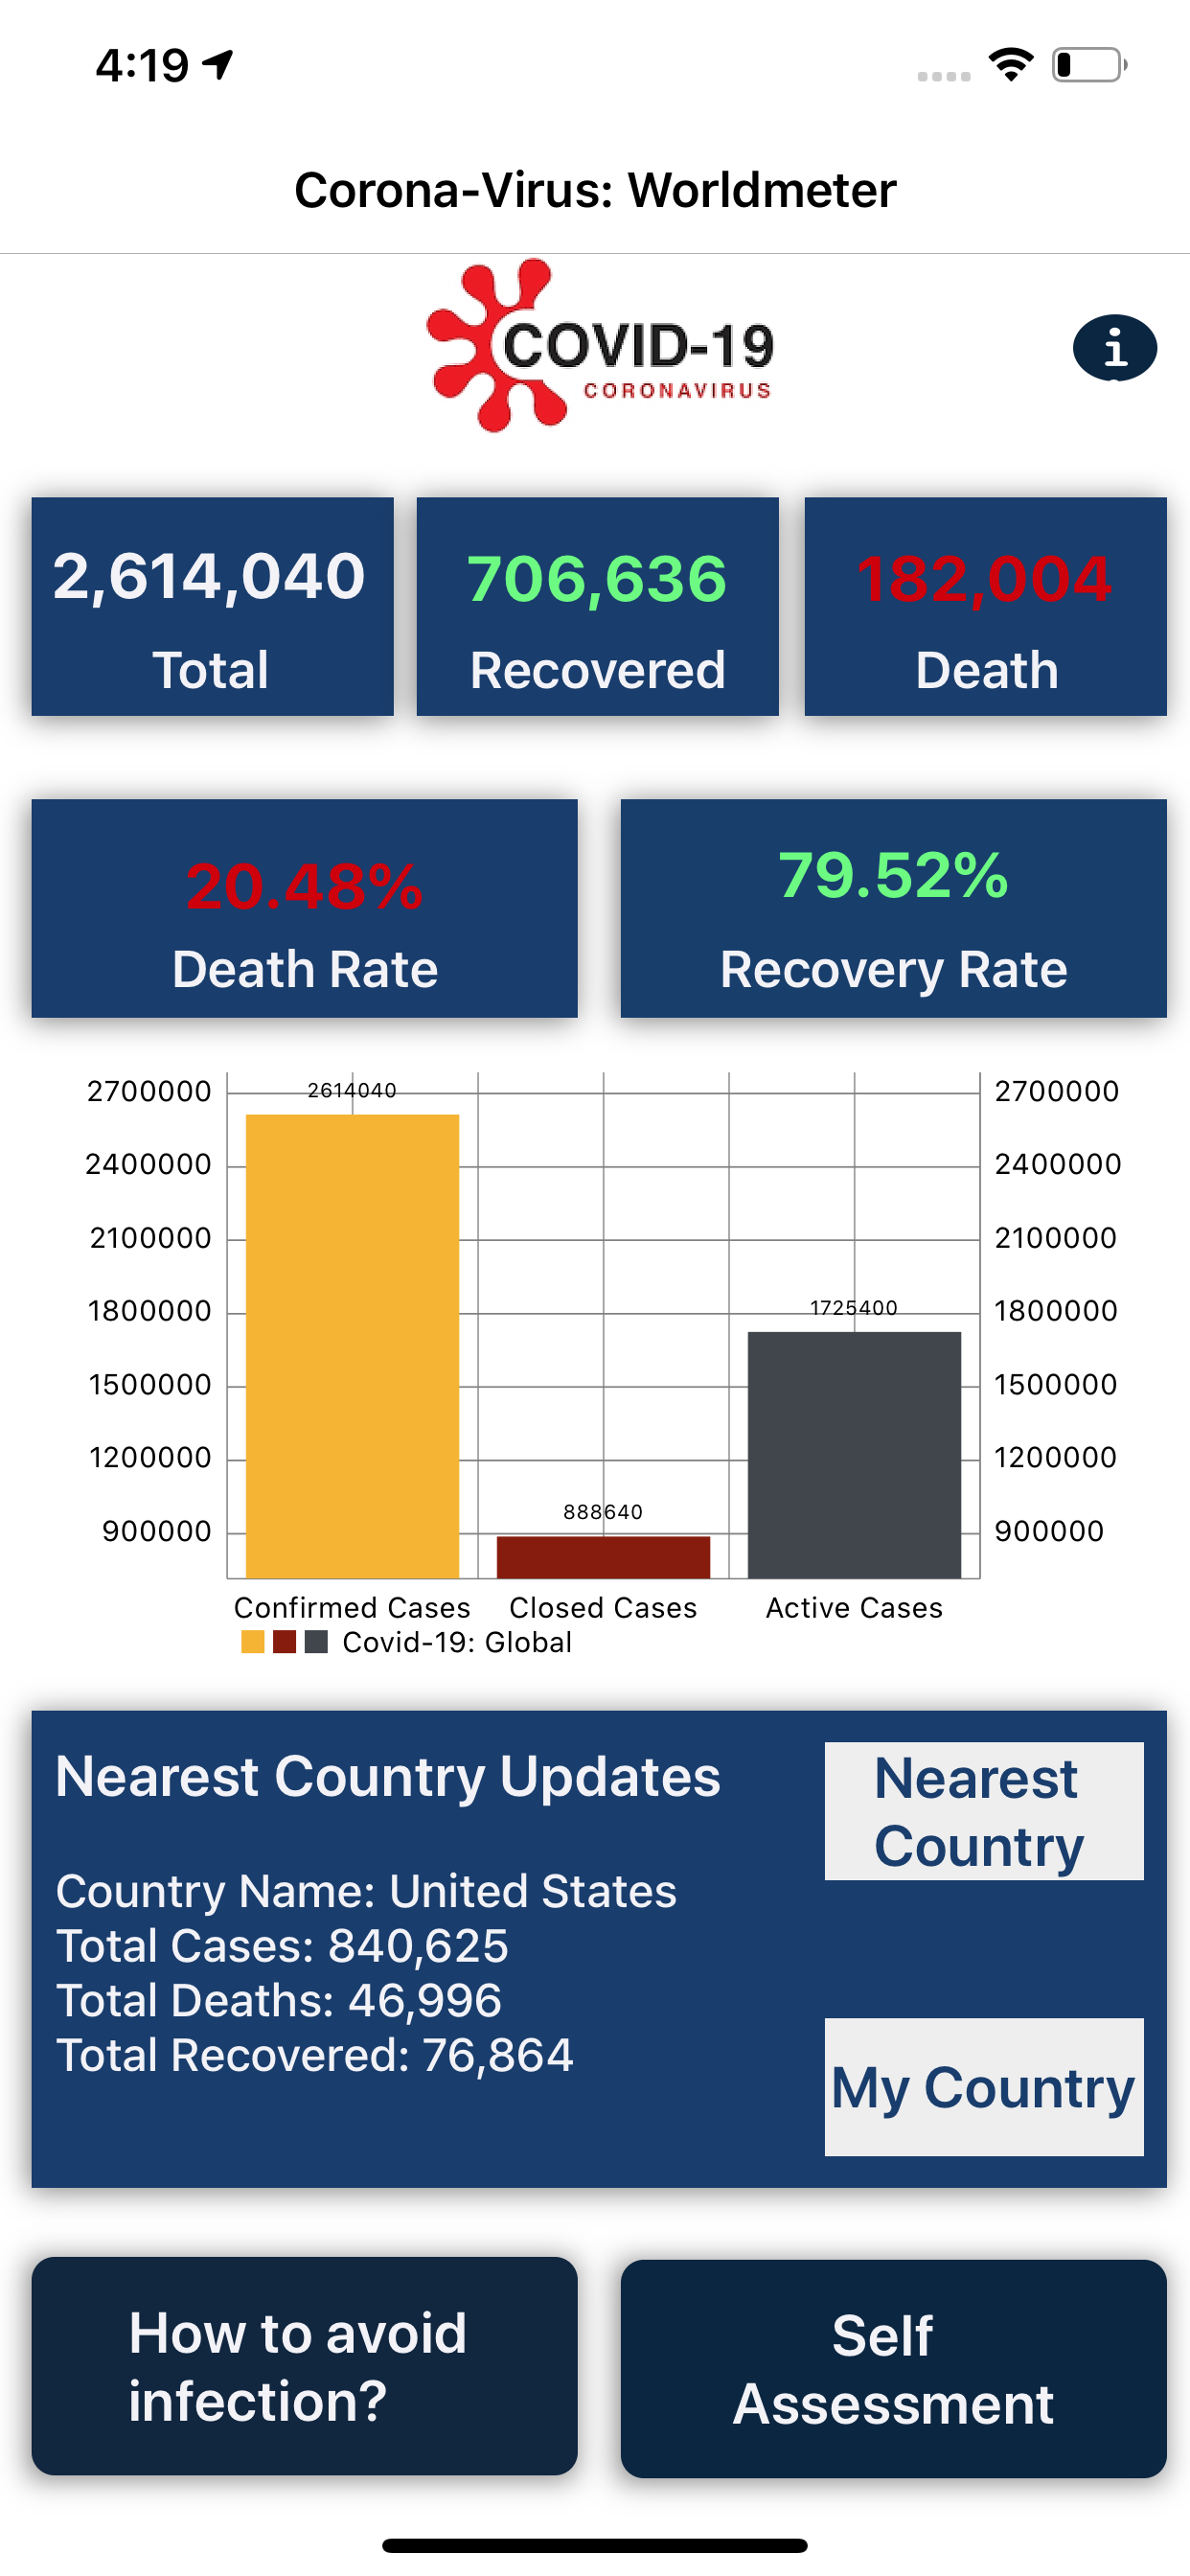 4:19
Corona-Virus: Worldmeter
COVID-19
CORONAVIRUS
i
2,614,040
Total
706,636
Recovered
182,004
Death
20.48%
Death Rate
79.52%
Recovery Rate
2700000
2400000
2100000
1800000
1500000
1200000
900000
2614040
888640
1725400
2700000
2400000
2100000
1800000
1500000
1200000
900000
Confirmed Cases
Closed Cases
Active Cases
Covid-19: Global
Nearest Country Updates
Country Name: United States
Total Cases: 840,625
Total Deaths: 46,996
Total Recovered: 76,864
Nearest
Country
My Country
How to avoid
infection?
Self
Assessment